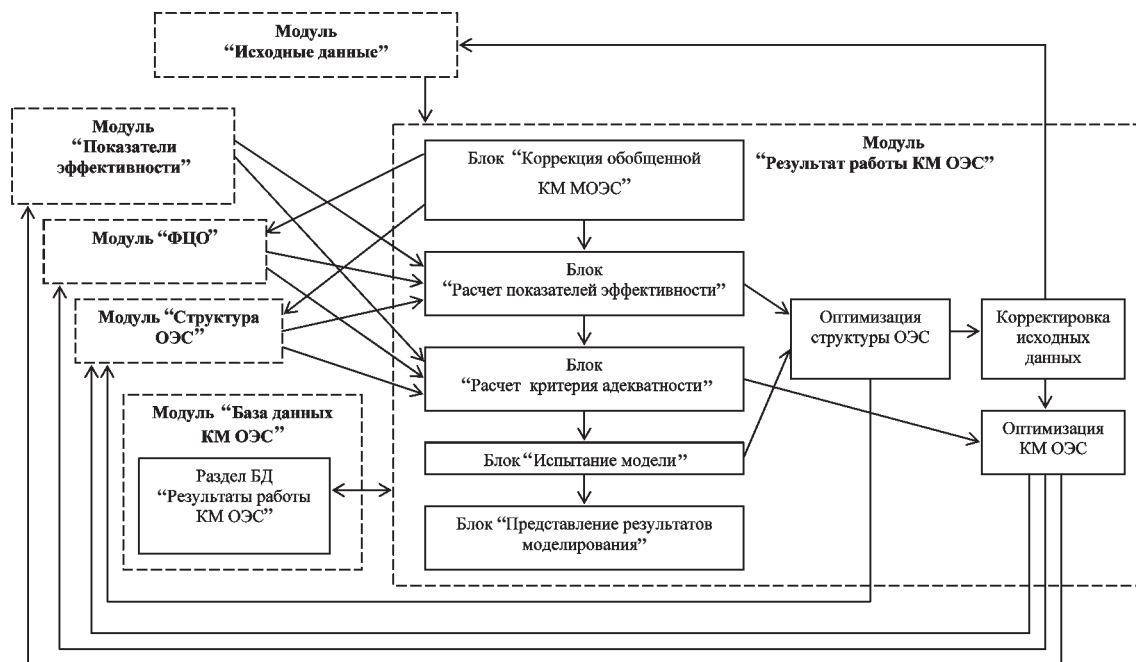 Модуль
“Исходные данные”
Модуль
“Показатели
эффективности”
Модуль “ФЦО”
Модуль “Структура
ОЭС”
Модуль “База данных
КМ ОЭС”
Раздел БД
“Результаты работы
КМ ОЭС”
Модуль
“Результат работы КМ ОЭС”
Блок “Коррекция обобщенной
КМ МОЭС”
Блок
“Расчет показателей эффективности”
Блок
“Расчет критерия адекватности”
Блок “Испытание модели”
Блок “Представление результатов
моделирования”
Оптимизация
структуры ОЭС
Корректировка
исходных
данных
Оптимизация
КМ ОЭС